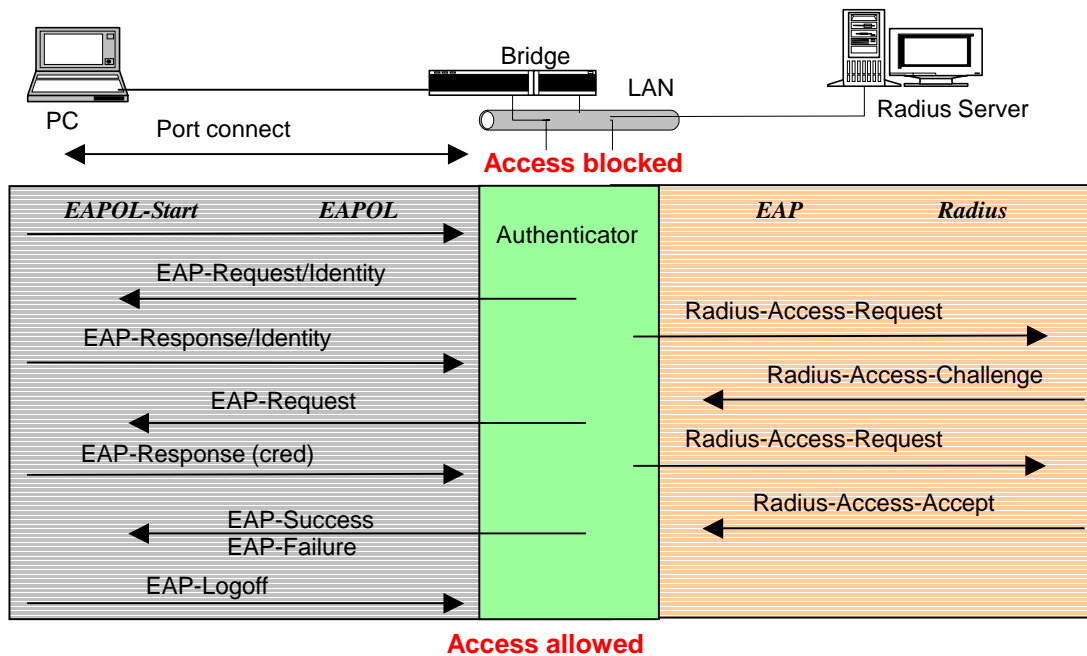 Bridge
LAN
PC
Radius Server
Port connect
Access blocked
EAPOL-Start EAPOL
EAP Radius
Authenticator
EAP-Request/Identity
Radius-Access-Request
EAP-Response/Identity
Radius-Access-Challenge
EAP-Request
Radius-Access-Request
EAP-Response (cred)
Radius-Access-Accept
EAP-Success
EAP-Failure
EAP-Logoff
Access allowed